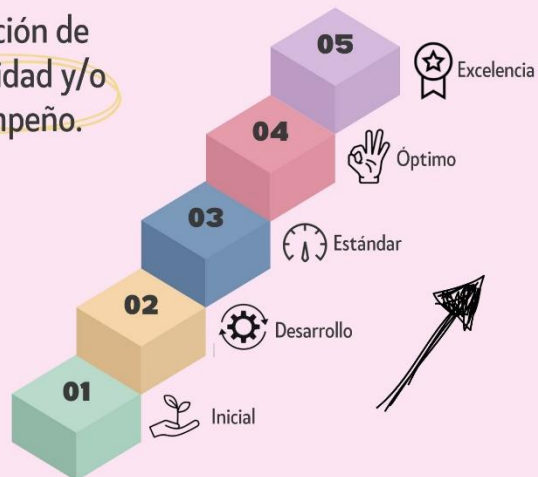 ción de
idad y/o
mpeño.
05
Excelencia
04
Óptimo
03
Estándar
02
Desarrollo
01
Inicial